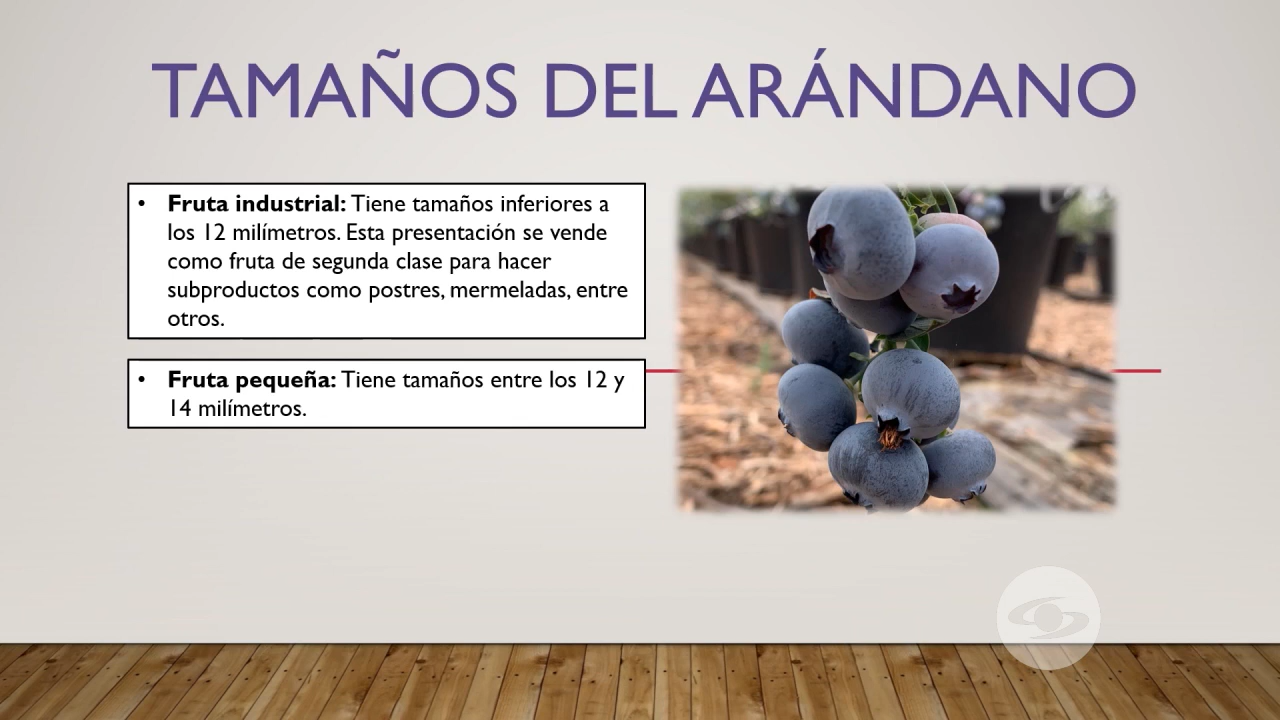 TAMAÑOS DEL ARÁNDANO
• Fruta industrial: Tiene tamaños inferiores a
los 12 milímetros. Esta presentación se vende
como fruta de segunda clase para hacer
subproductos como postres, mermeladas, entre
otros.
• Fruta pequeña: Tiene tamaños entre los 12 y
14 milímetros.